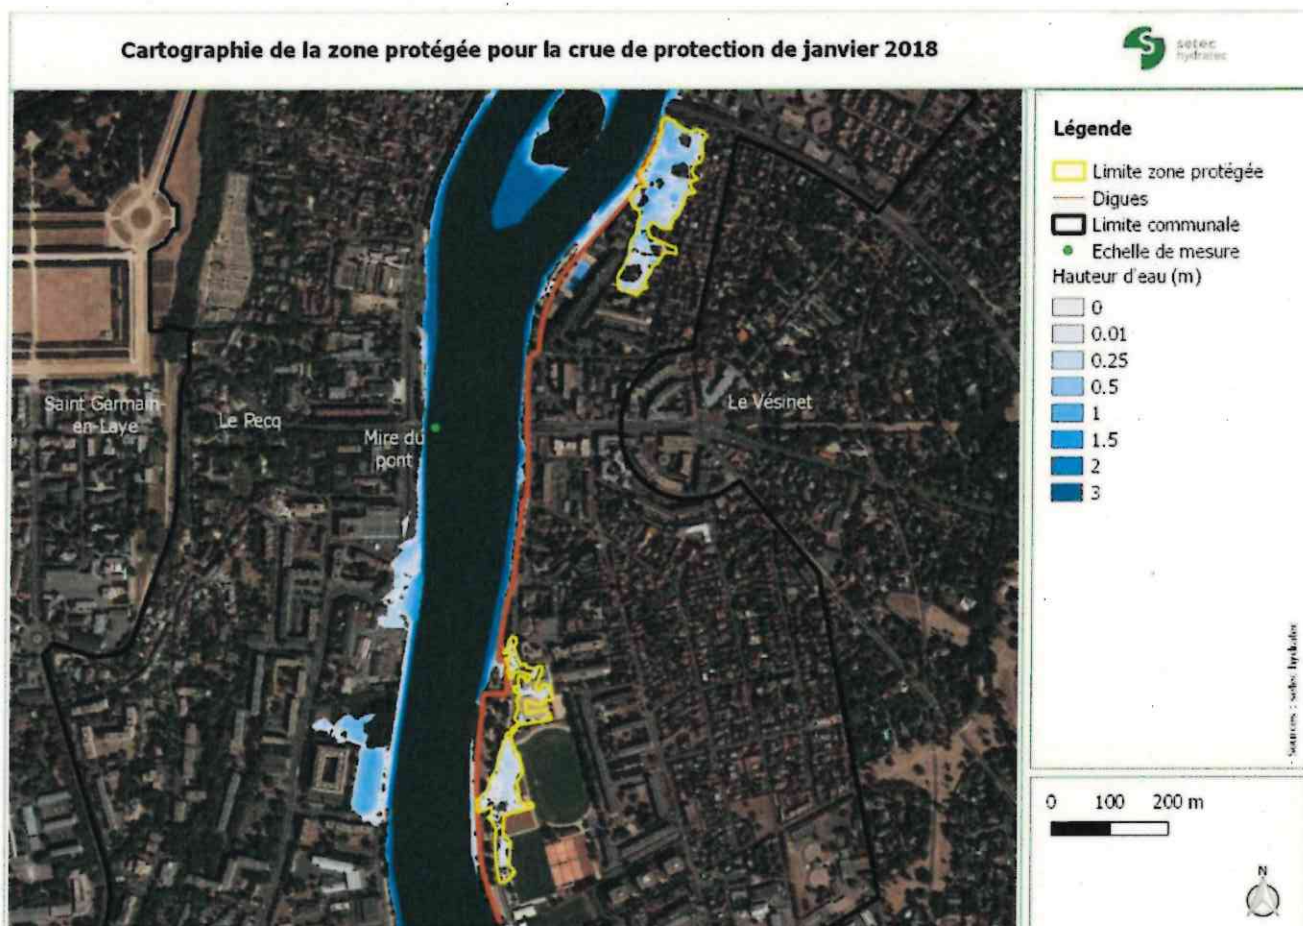 Cartographie de la zone protégée pour la crue de protection de janvier 2018
setec
hydratec
Légende
Limite zone protégée
Digues
Limite communale
Echelle de mesure
Hauteur d'eau (m)
0
0.01
0.25
0.5
1
1.5
2
3
Saint Germain-
en-Laye
Le Pecq
Mire du
pont
Le Vésinet
Sources : setec hydratec
0 100 200 m
N